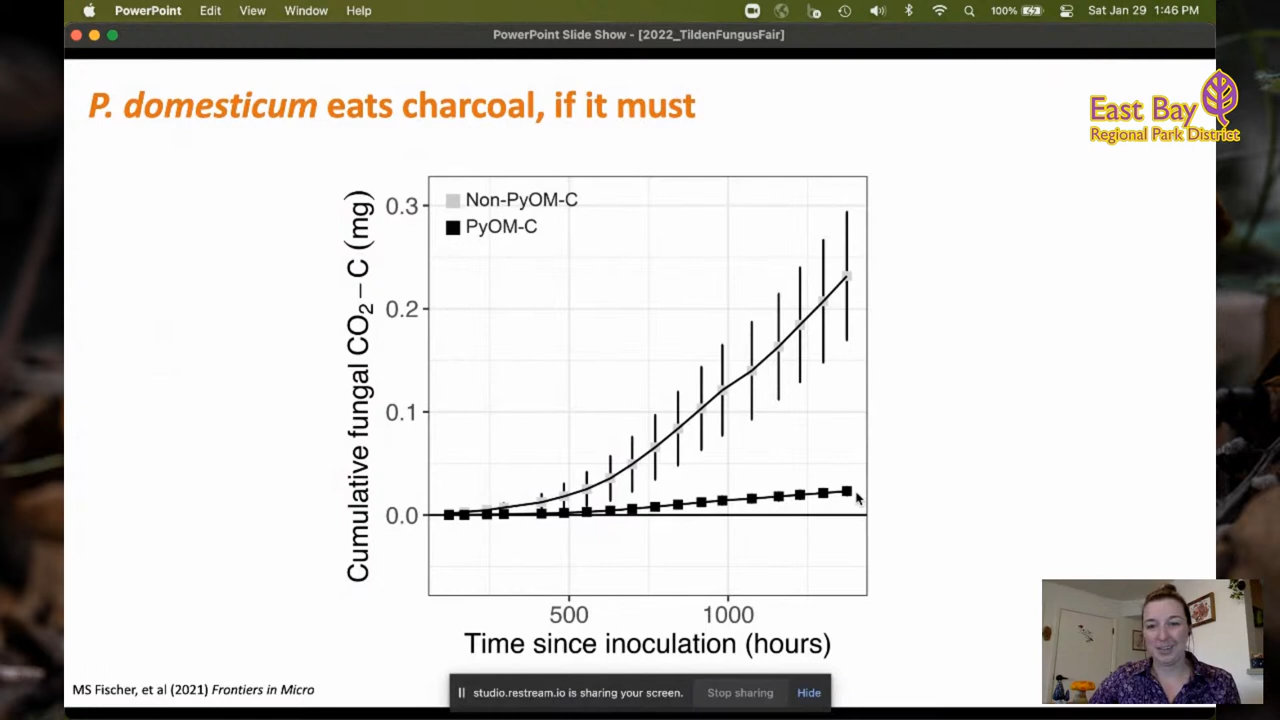 PowerPoint Edit View Window Help 100% Sat Jan 29 1:46 PM
PowerPoint Slide Show - [2022_TildenFungusFair]
P. domesticum eats charcoal, if it must
East Bay
Regional Park District
Non-PyOM-C
PyOM-C
Cumulative fungal CO₂ – C (mg)
0.3
0.2
0.1
0.0
500 1000
Time since inoculation (hours)
MS Fischer, et al (2021) Frontiers in Micro
studio.restream.io is sharing your screen. Stop sharing Hide